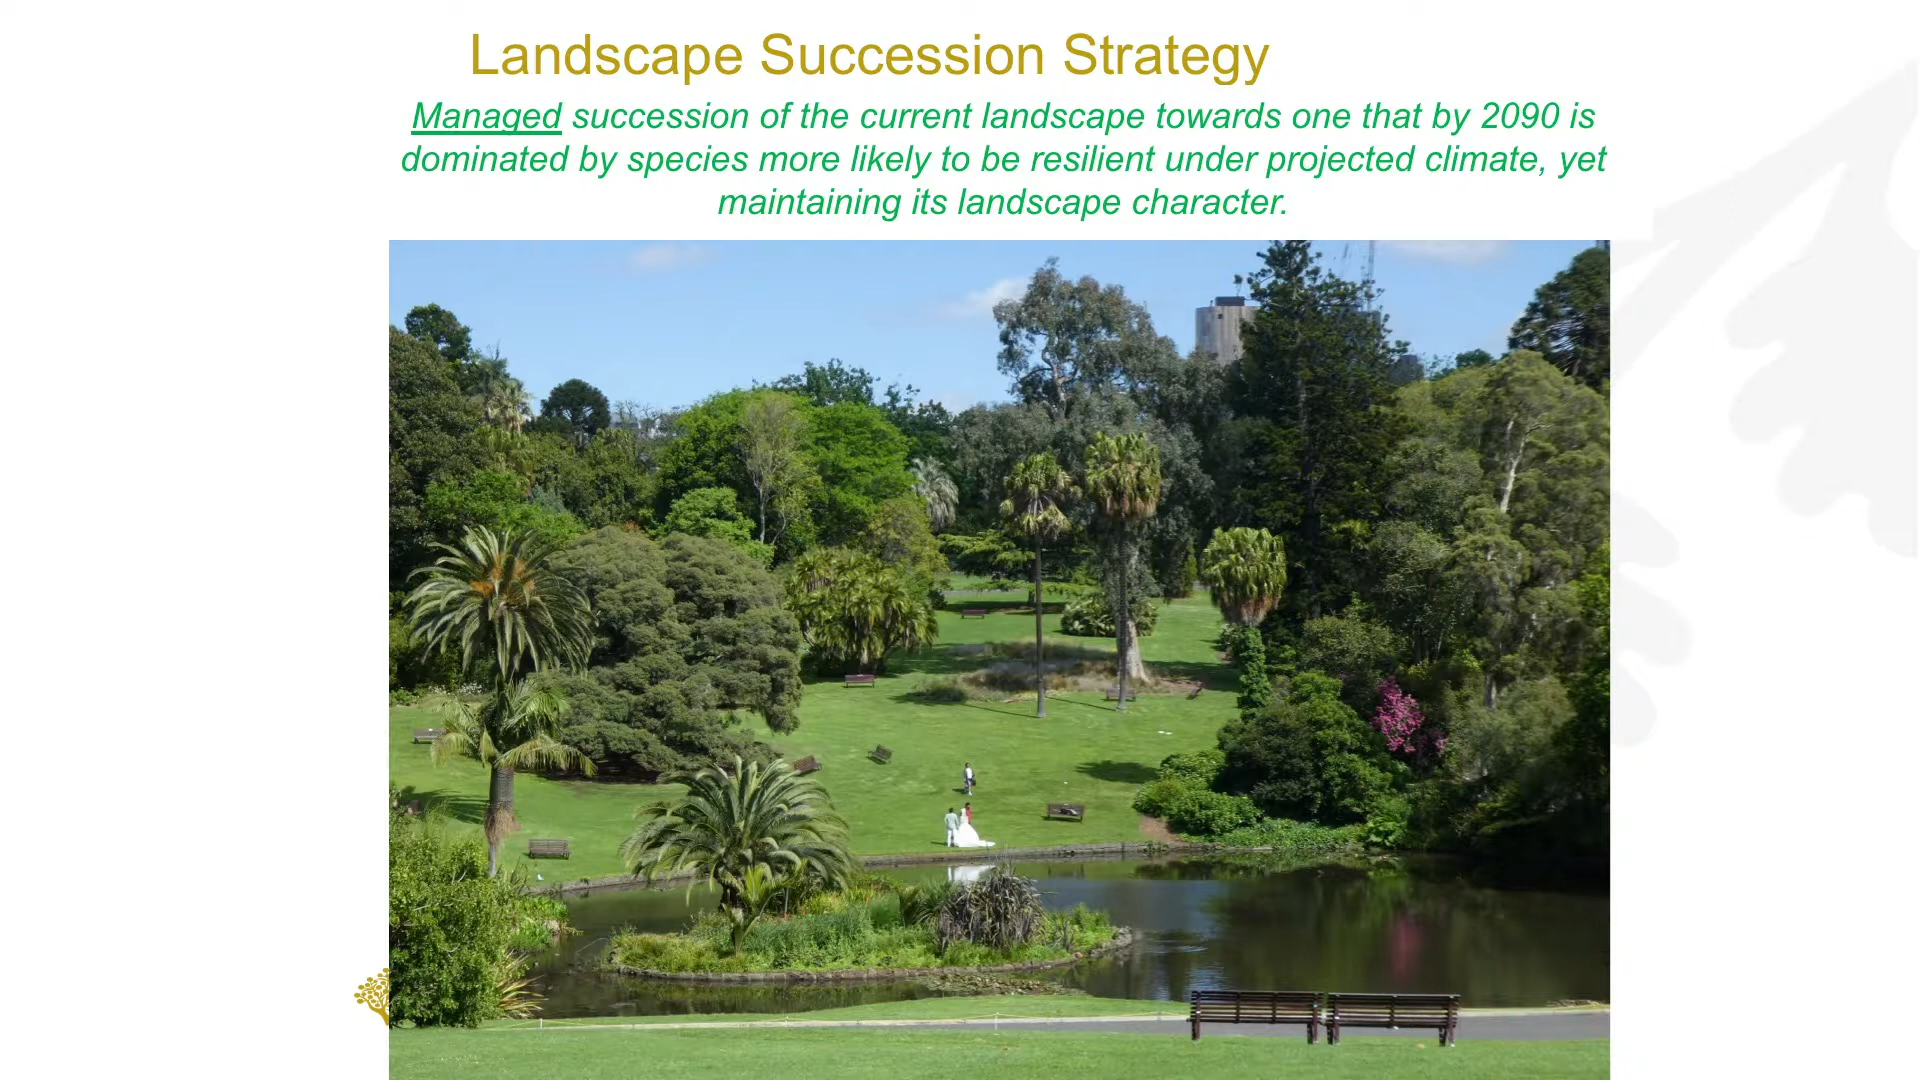 Landscape Succession Strategy
Managed succession of the current landscape towards one that by 2090 is
dominated by species more likely to be resilient under projected climate, yet
maintaining its landscape character.